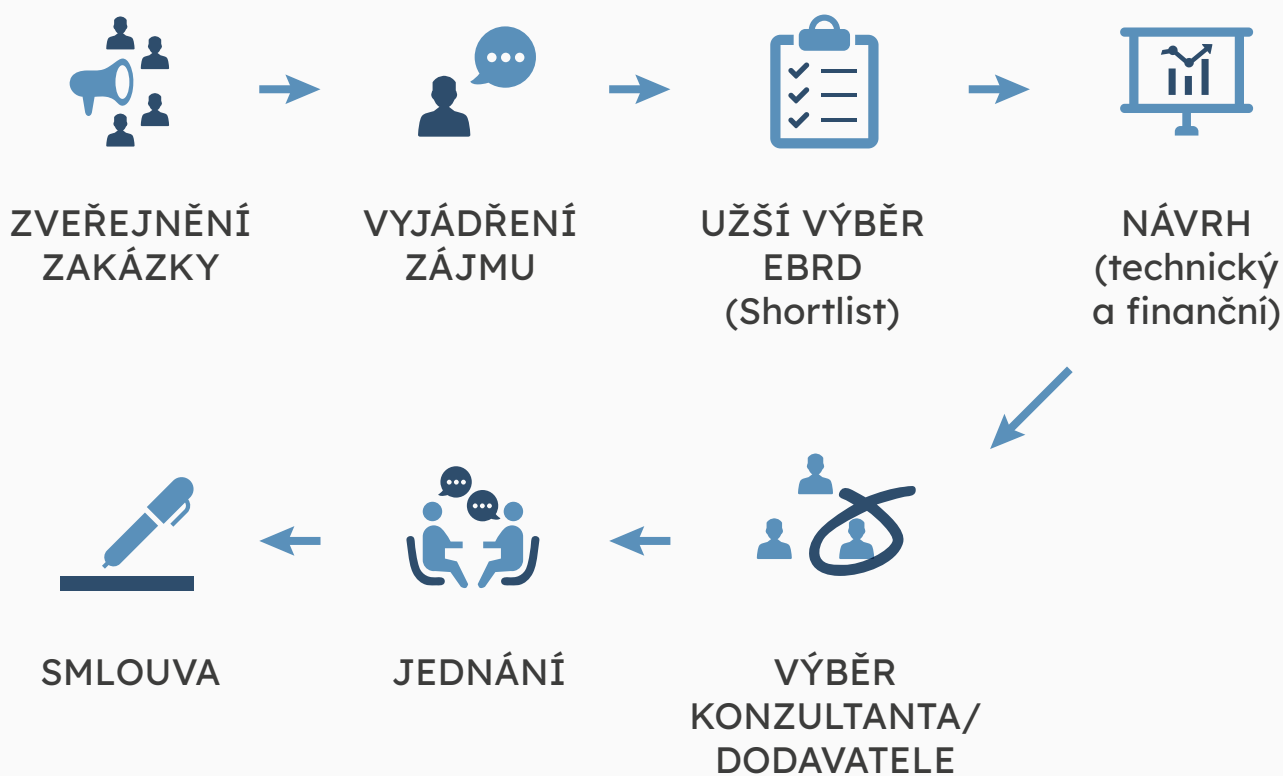 ZVEŘEJNĚNÍ
ZAKÁZKY
VYJÁDŘENÍ
ZÁJMU
UŽŠÍ VÝBĚR
EBRD
(Shortlist)
NÁVRH
(technický
a finanční)
SMLOUVA
JEDNÁNÍ
VÝBĚR
KONZULTANTA/
DODAVATELE